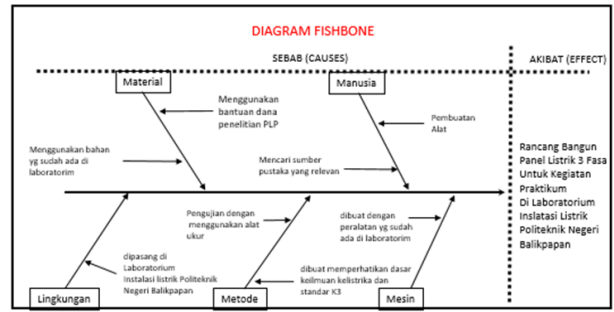 DIAGRAM FISHBONE
SEBAB (CAUSES)
AKIBAT (EFFECT)
Material
Manusia
Menggunakan
bantuan dana
penelitian PLP
Pembuatan
Alat
Menggunakan bahan
yg sudah ada di
laboratorim
Mencari sumber
pustaka yang relevan
Rancang Bangun
Panel Listrik 3 Fasa
Untuk Kegiatan
Praktikum
Di Laboratorium
Inslatasi Listrik
Politeknik Negeri
Balikpapan
Pengujian dengan
menggunakan alat
ukur
dibuat dengan
peralatan yg sudah
ada di laboratorim
dipasang di
Laboratorium
Instalasi listrik Politeknik
Negeri Balikpapan
dibuat memperhatikan dasar
keilmuan kelistrika dan
standar K3
Lingkungan
Metode
Mesin